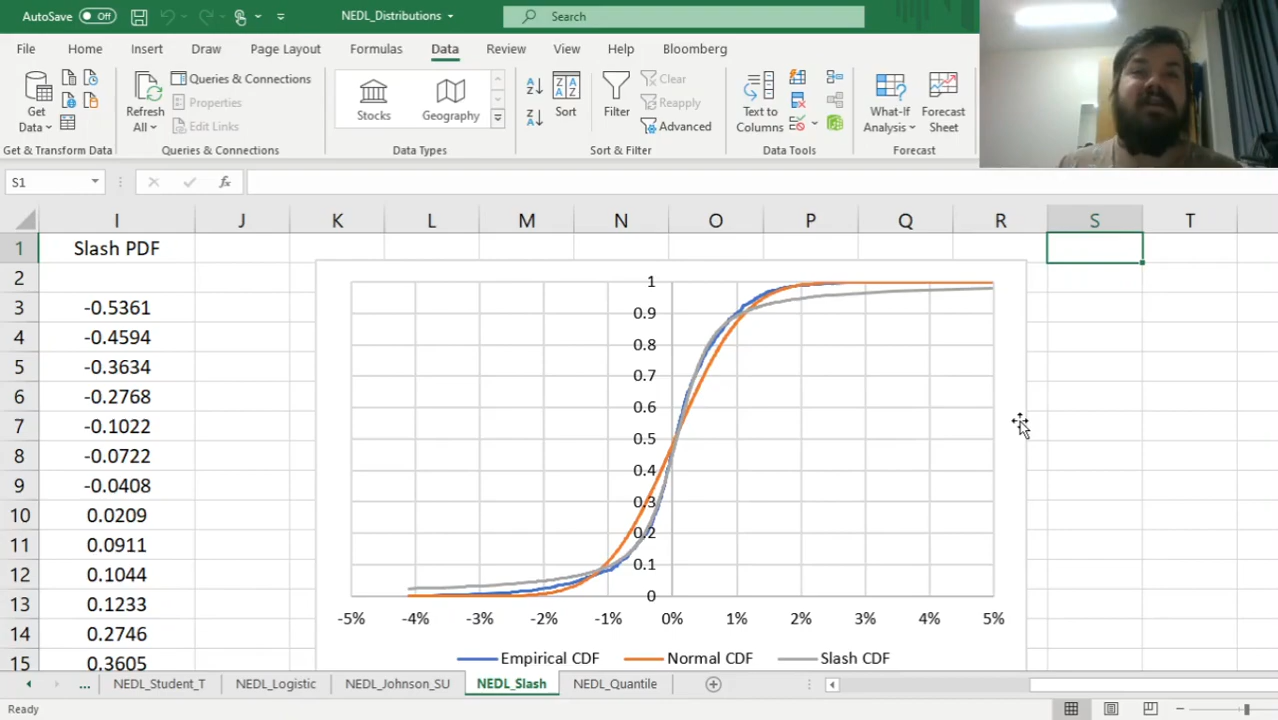 AutoSave Off NEDL_Distributions Search
File Home Insert Draw Page Layout Formulas Data Review View Help Bloomberg
Get Data
Refresh All
Queries & Connections
Properties
Edit Links
Stocks Geography
Sort
Filter
Clear
Reapply
Advanced
Text to Columns
What-If Analysis
Forecast Sheet
Get & Transform Data Queries & Connections Data Types Sort & Filter Data Tools Forecast
S1 fx
I J K L M N O P Q R S T
1 Slash PDF
2
3 -0.5361
4 -0.4594
5 -0.3634
6 -0.2768
7 -0.1022
8 -0.0722
9 -0.0408
10 0.0209
11 0.0911
12 0.1044
13 0.1233
14 0.2746
15 0.3605
1
0.9
0.8
0.7
0.6
0.5
0.4
0.3
0.2
0.1
0
-5% -4% -3% -2% -1% 0% 1% 2% 3% 4% 5%
Empirical CDF Normal CDF Slash CDF
... NEDL_Student_T NEDL_Logistic NEDL_Johnson_SU NEDL_Slash NEDL_Quantile
Ready